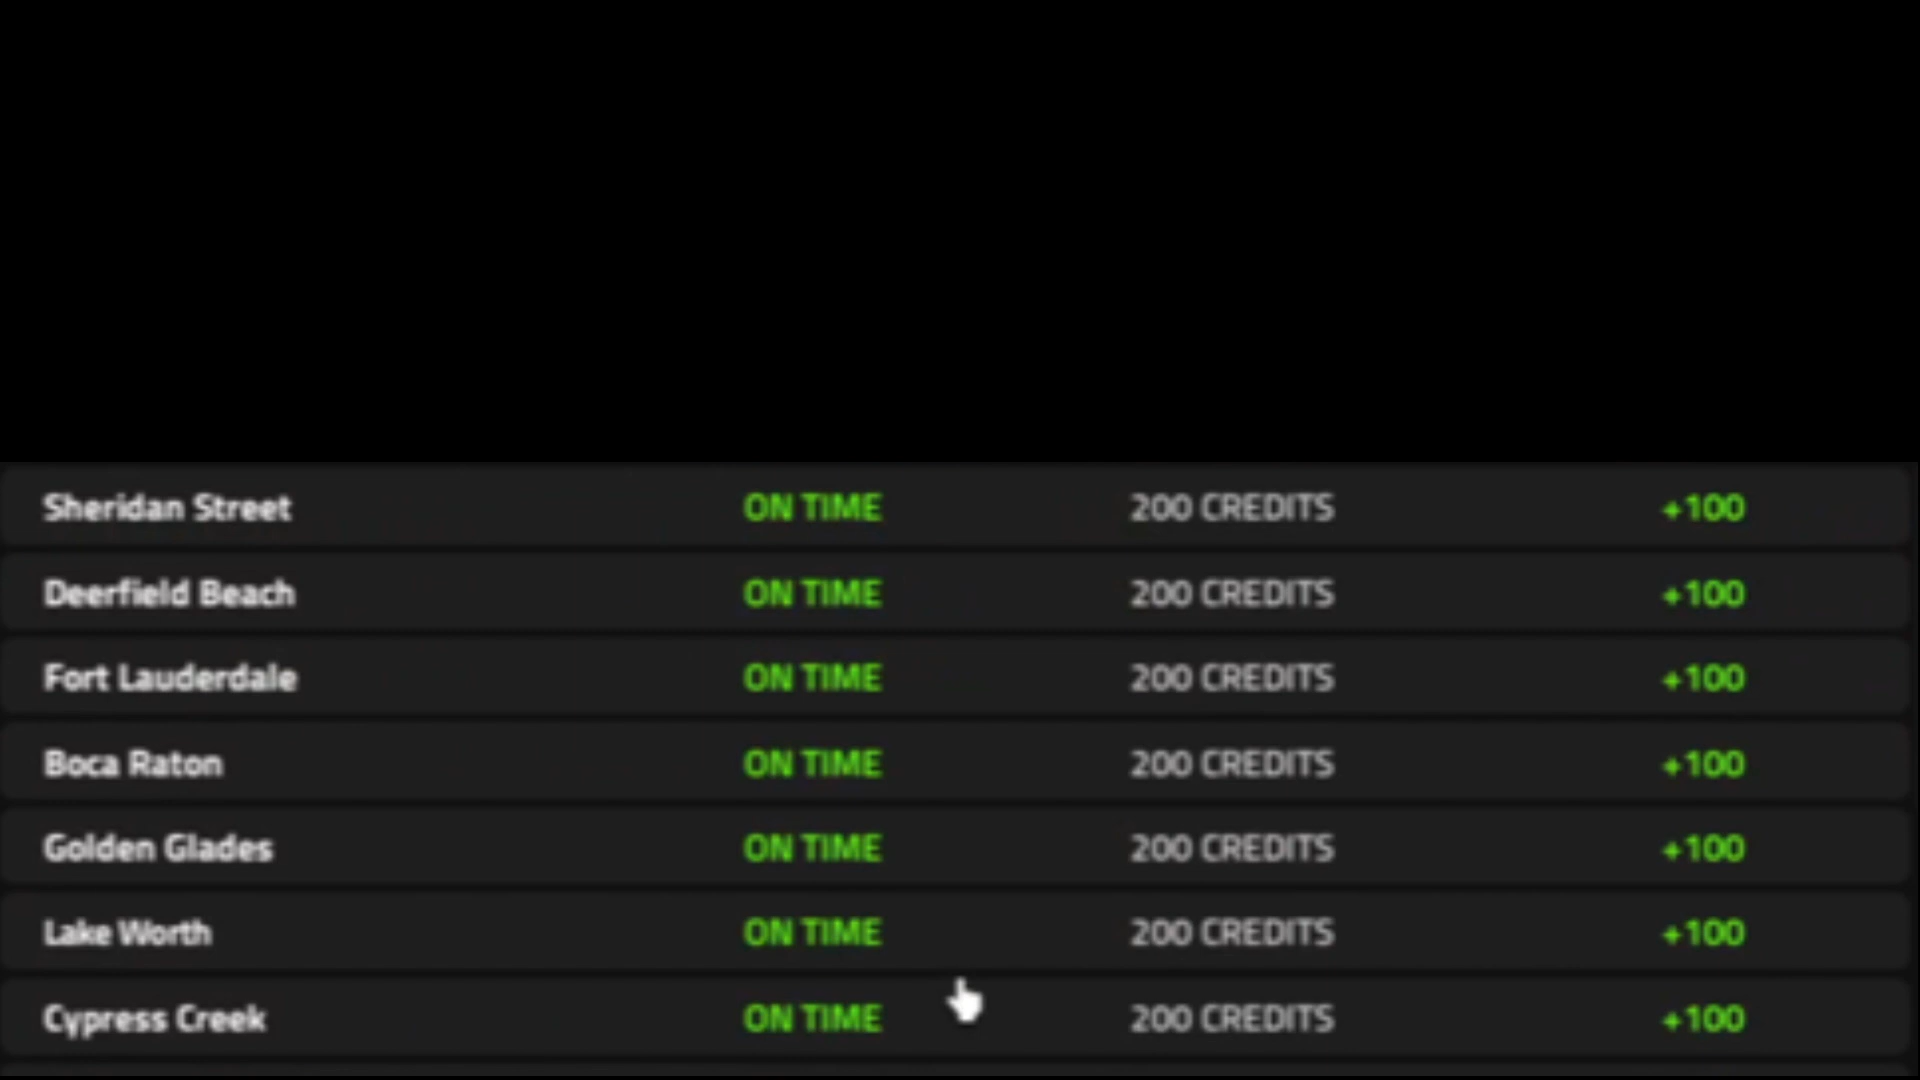 Sheridan Street ON TIME 200 CREDITS +100
Deerfield Beach ON TIME 200 CREDITS +100
Fort Lauderdale ON TIME 200 CREDITS +100
Boca Raton ON TIME 200 CREDITS +100
Golden Glades ON TIME 200 CREDITS +100
Lake Worth ON TIME 200 CREDITS +100
Cypress Creek ON TIME 200 CREDITS +100